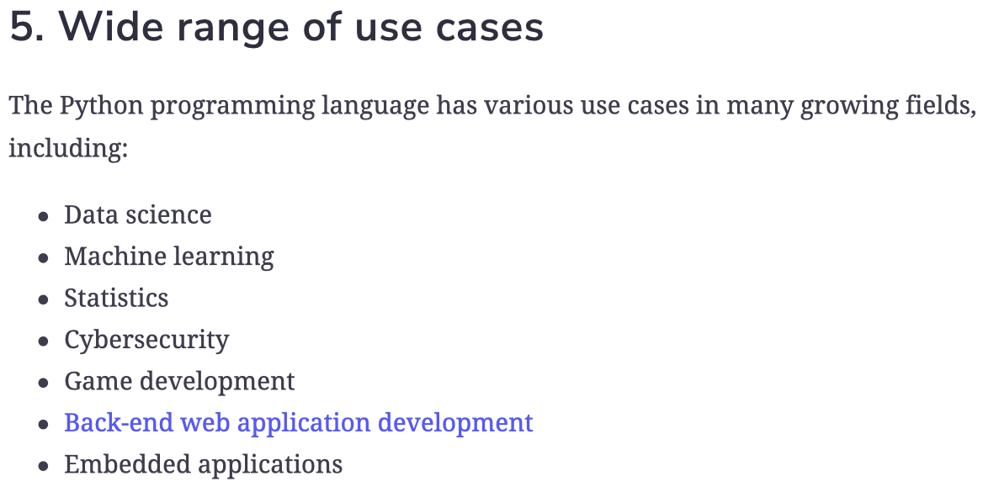 5. Wide range of use cases
The Python programming language has various use cases in many growing fields,
including:
• Data science
• Machine learning
• Statistics
• Cybersecurity
• Game development
• Back-end web application development
• Embedded applications